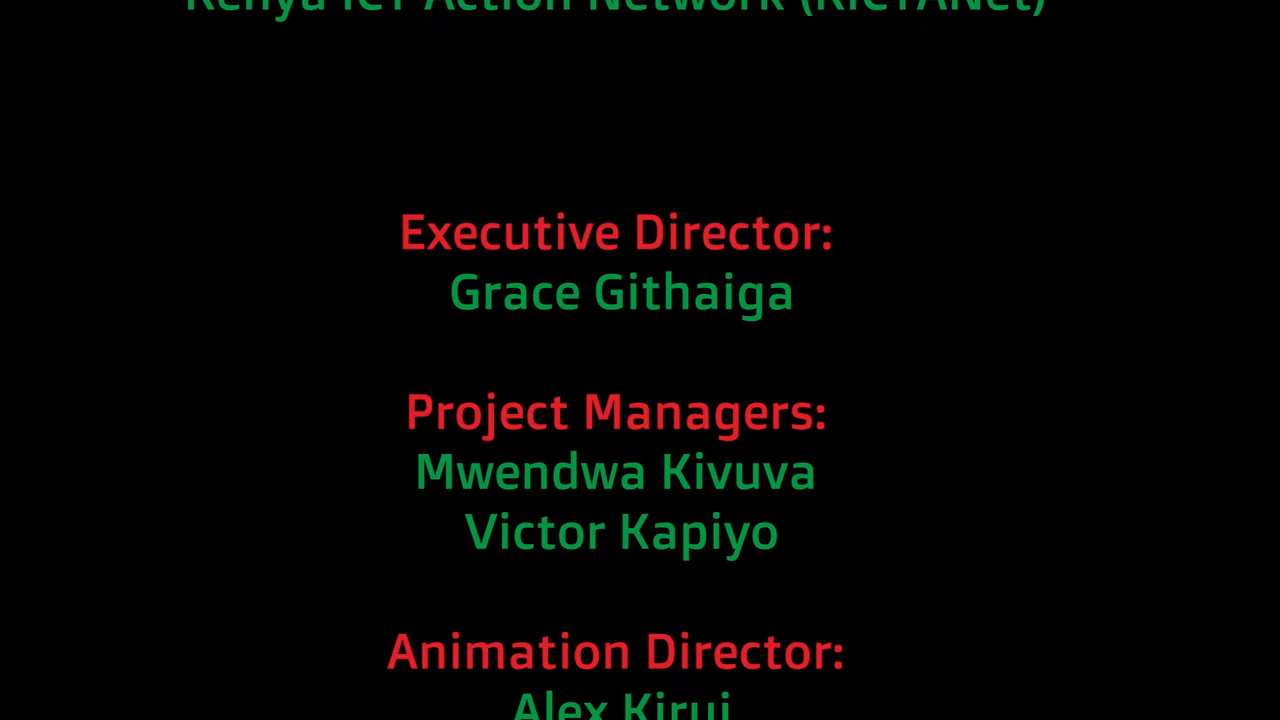 Kenya ICT Action Network (KICTANet)
Executive Director:
Grace Githaiga
Project Managers:
Mwendwa Kivuva
Victor Kapiyo
Animation Director:
Alex Kirui